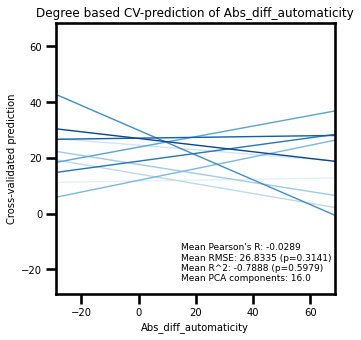 Degree based CV-prediction of Abs_diff_automaticity
60
40
20
0
−20
Cross-validated prediction
Mean Pearson's R: -0.0289
Mean RMSE: 26.8335 (p=0.3141)
Mean R^2: -0.7888 (p=0.5979)
Mean PCA components: 16.0
−20 0 20 40 60
Abs_diff_automaticity